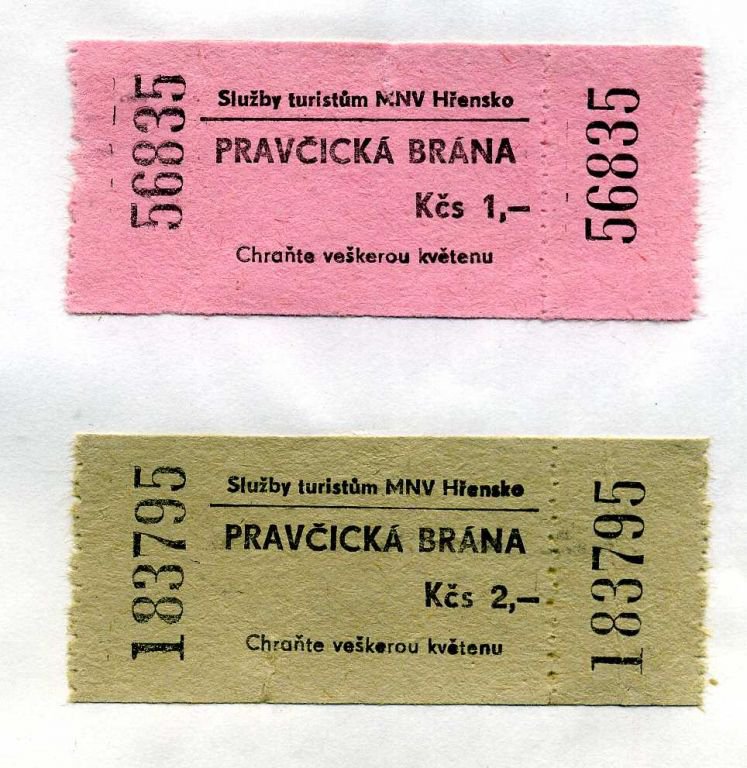 56835
Služby turistům MNV Hřensko
PRAVČICKÁ BRÁNA
Kčs 1,–
Chraňte veškerou květenu
56835
183795
Služby turistům MNV Hřensko
PRAVČICKÁ BRÁNA
Kčs 2,–
Chraňte veškerou květenu
183795